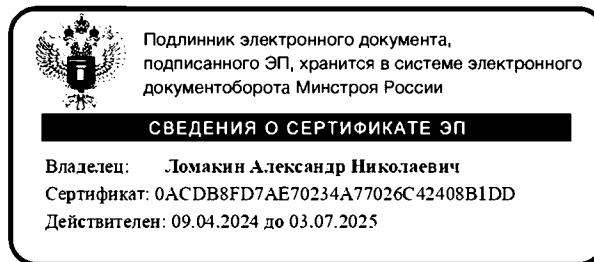 Подлинник электронного документа,
подписанного ЭП, хранится в системе электронного
документоборота Минстроя России
СВЕДЕНИЯ О СЕРТИФИКАТЕ ЭП
Владелец: Ломакин Александр Николаевич
Сертификат: 0ACDB8FD7AE70234A77026C42408B1DD
Действителен: 09.04.2024 до 03.07.2025